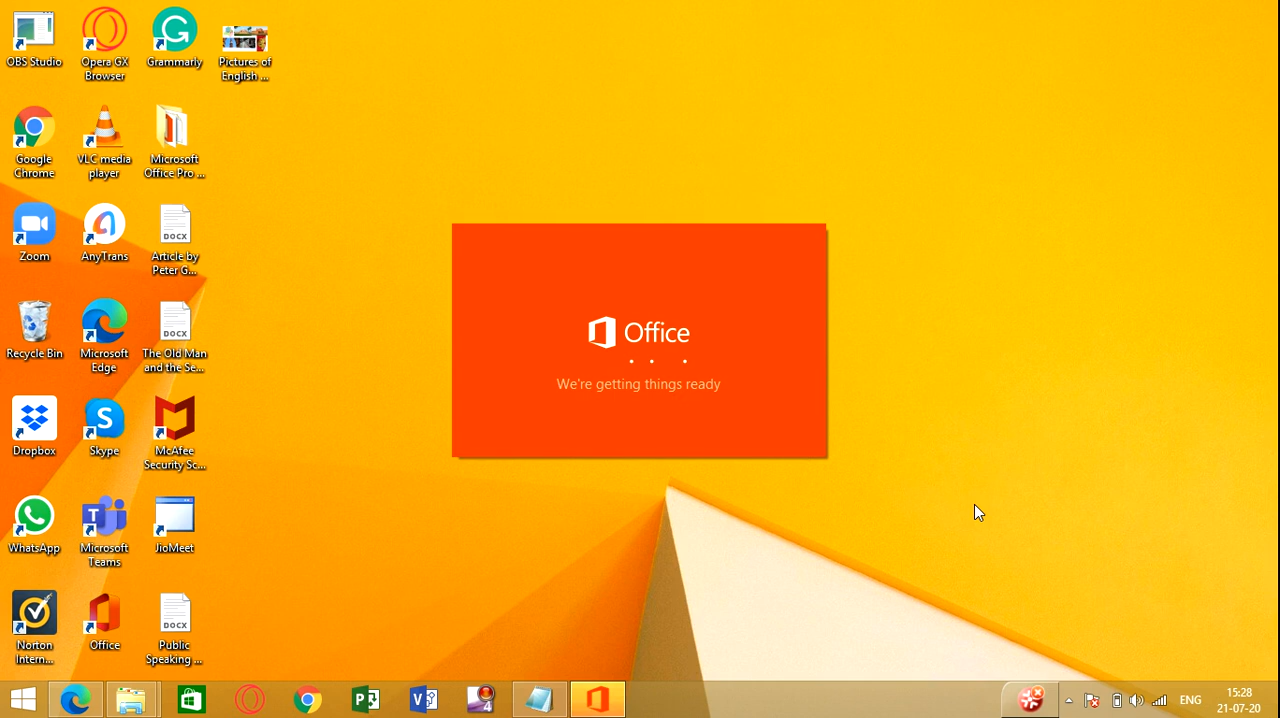 OBS Studio
Opera GX
Browser
Grammarly
Pictures of
English ...
Google
Chrome
VLC media
player
Microsoft
Office Pro ...
Zoom
AnyTrans
DOCX
Article by
Peter G...
Recycle Bin
Microsoft
Edge
DOCX
The Old Man
and the Se...
Dropbox
Skype
McAfee
Security Sc...
WhatsApp
Microsoft
Teams
JioMeet
Norton
Intern...
Office
DOCX
Public
Speaking ...
Office
We're getting things ready
ENG
15:28
21-07-20